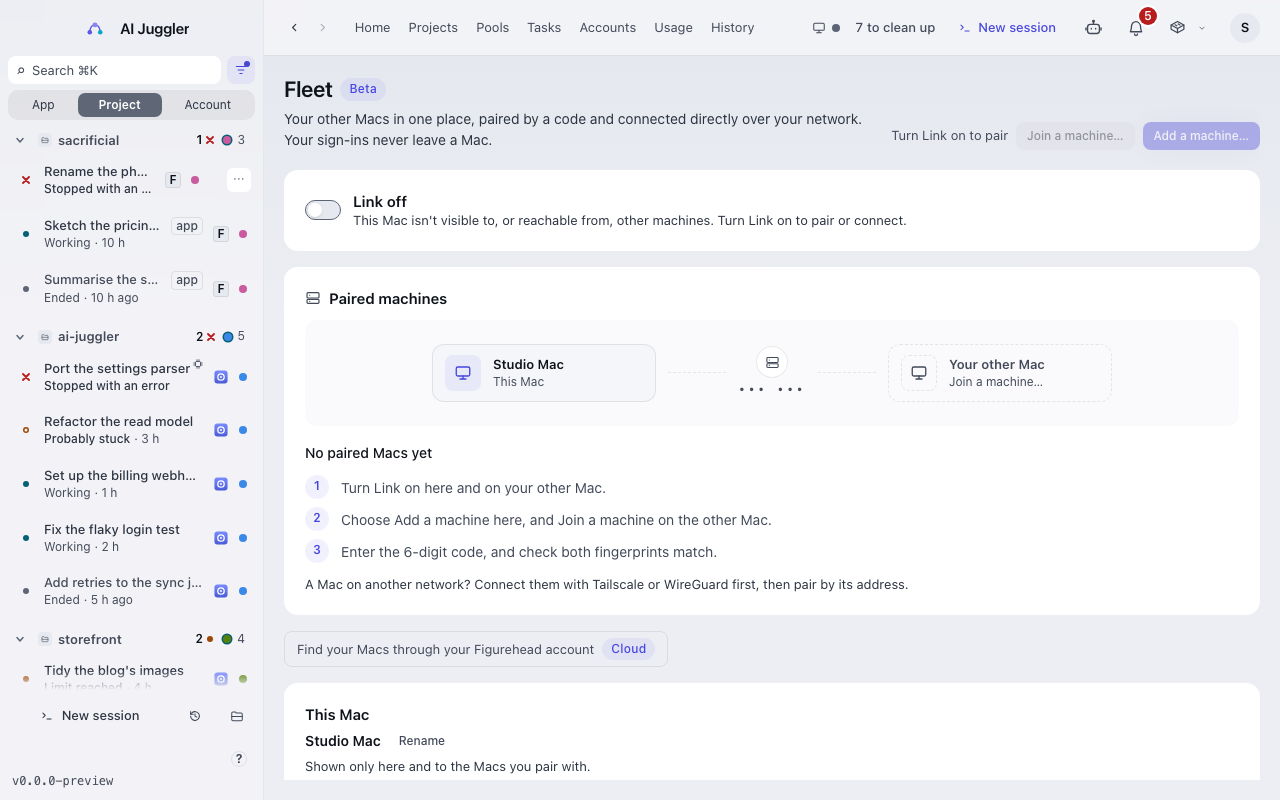 AI Juggler
Search ⌘K
App
Project
Account
sacrificial
1
3
Rename the ph...
Stopped with an ...
F
Sketch the pricin...
app
Working · 10 h
F
Summarise the s...
app
Ended · 10 h ago
F
ai-juggler
2
5
Port the settings parser
Stopped with an error
Refactor the read model
Probably stuck · 3 h
Set up the billing webh...
Working · 1 h
Fix the flaky login test
Working · 2 h
Add retries to the sync j...
Ended · 5 h ago
storefront
2
4
Tidy the blog's images
Limit reached · 4 h
New session
?
v0.0.0-preview
Home
Projects
Pools
Tasks
Accounts
Usage
History
7 to clean up
New session
5
S
Fleet
Beta
Your other Macs in one place, paired by a code and connected directly over your network.
Your sign-ins never leave a Mac.
Turn Link on to pair
Join a machine...
Add a machine...
Link off
This Mac isn't visible to, or reachable from, other machines. Turn Link on to pair or connect.
Paired machines
Studio Mac
This Mac
Your other Mac
Join a machine...
No paired Macs yet
1
Turn Link on here and on your other Mac.
2
Choose Add a machine here, and Join a machine on the other Mac.
3
Enter the 6-digit code, and check both fingerprints match.
A Mac on another network? Connect them with Tailscale or WireGuard first, then pair by its address.
Find your Macs through your Figurehead account
Cloud
This Mac
Studio Mac
Rename
Shown only here and to the Macs you pair with.